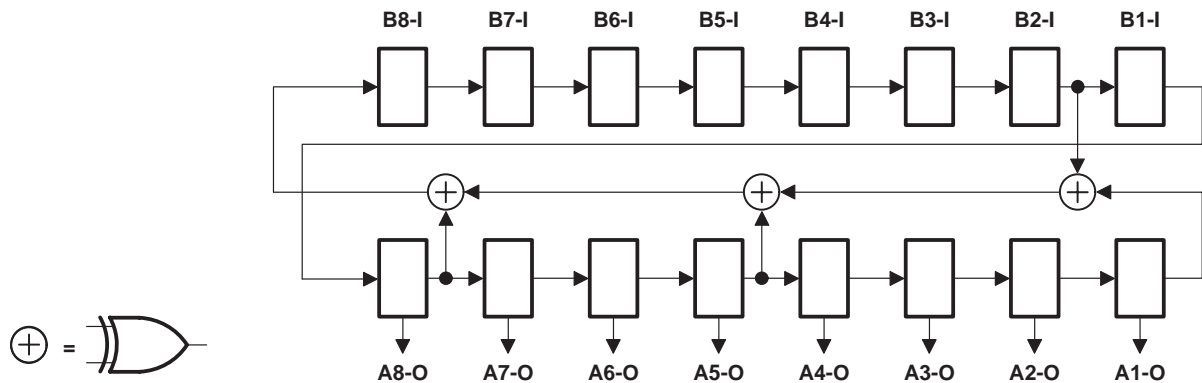 B8-I B7-I B6-I B5-I B4-I B3-I B2-I B1-I
=
A8-O A7-O A6-O A5-O A4-O A3-O A2-O A1-O